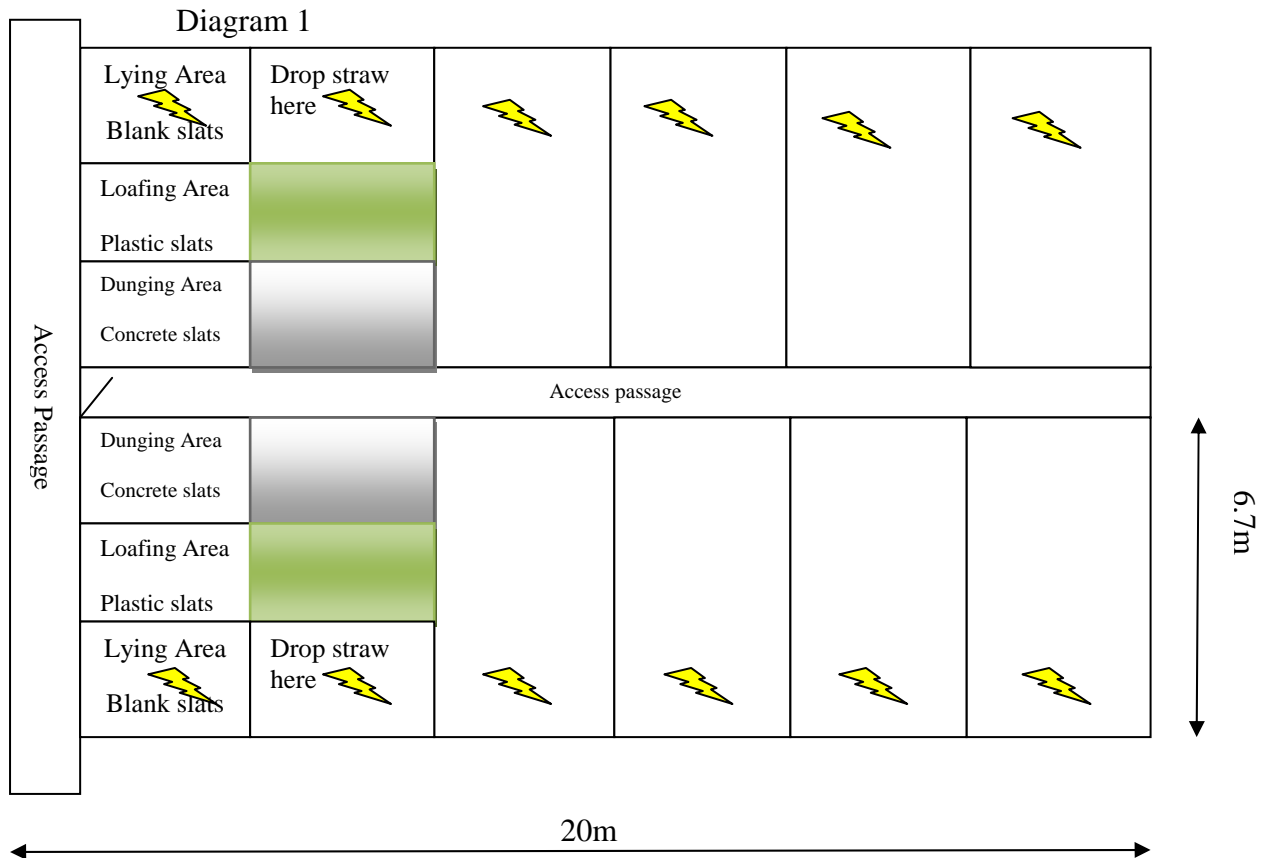 Diagram 1
Lying Area
Blank slats
Drop straw
here
Loafing Area
Plastic slats
Dunging Area
Concrete slats
Access Passage
Access passage
Dunging Area
Concrete slats
Loafing Area
Plastic slats
Lying Area
Blank slats
Drop straw
here
6.7m
20m